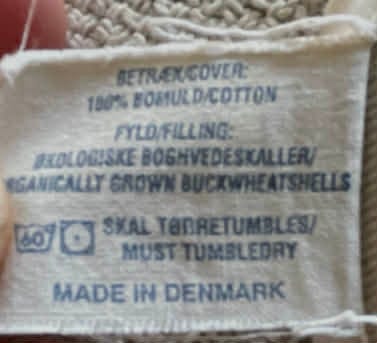 BETRÆK/COVER:
100% BOMULD/COTTON
FYLD/FILLING:
ØKOLOGISKE BOGHVEDESKALLER/
RGANICALLY GROWN BUCKWHEATSHELLS
60 SKAL TØRRETUMBLES/
MUST TUMBLEDRY
MADE IN DENMARK